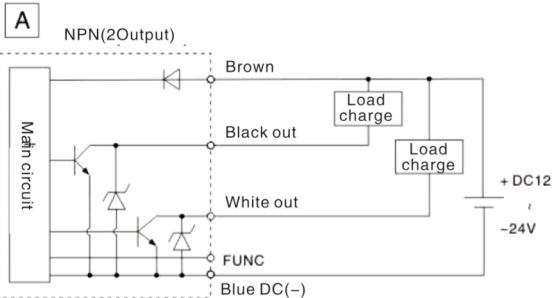 A
NPN(2Output)
Brown
Load
charge
Black out
Load
charge
Main circuit
White out
+ DC12
~
−24V
FUNC
Blue DC(−)